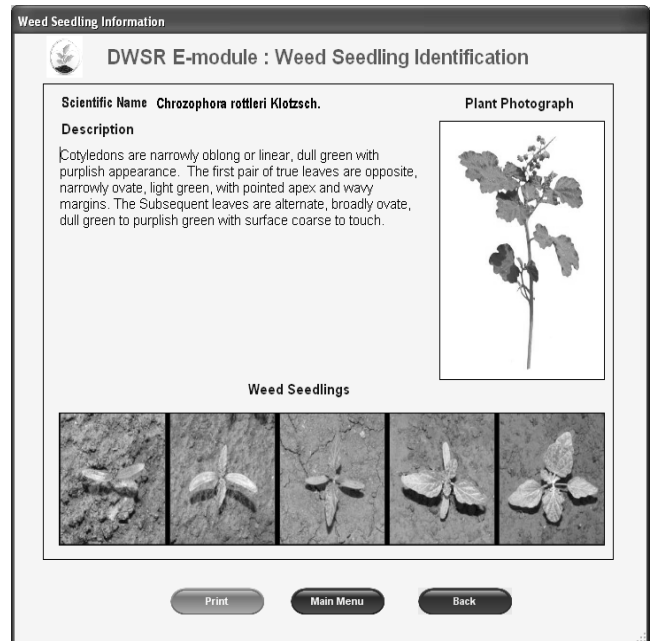 Weed Seedling Information
DWSR E-module : Weed Seedling Identification
Scientific Name Chrozophora rottleri Klotzsch.
Plant Photograph
Description
Cotyledons are narrowly oblong or linear, dull green with
purplish appearance. The first pair of true leaves are opposite,
narrowly ovate, light green, with pointed apex and wavy
margins. The Subsequent leaves are alternate, broadly ovate,
dull green to purplish green with surface coarse to touch.
Weed Seedlings
Print
Main Menu
Back